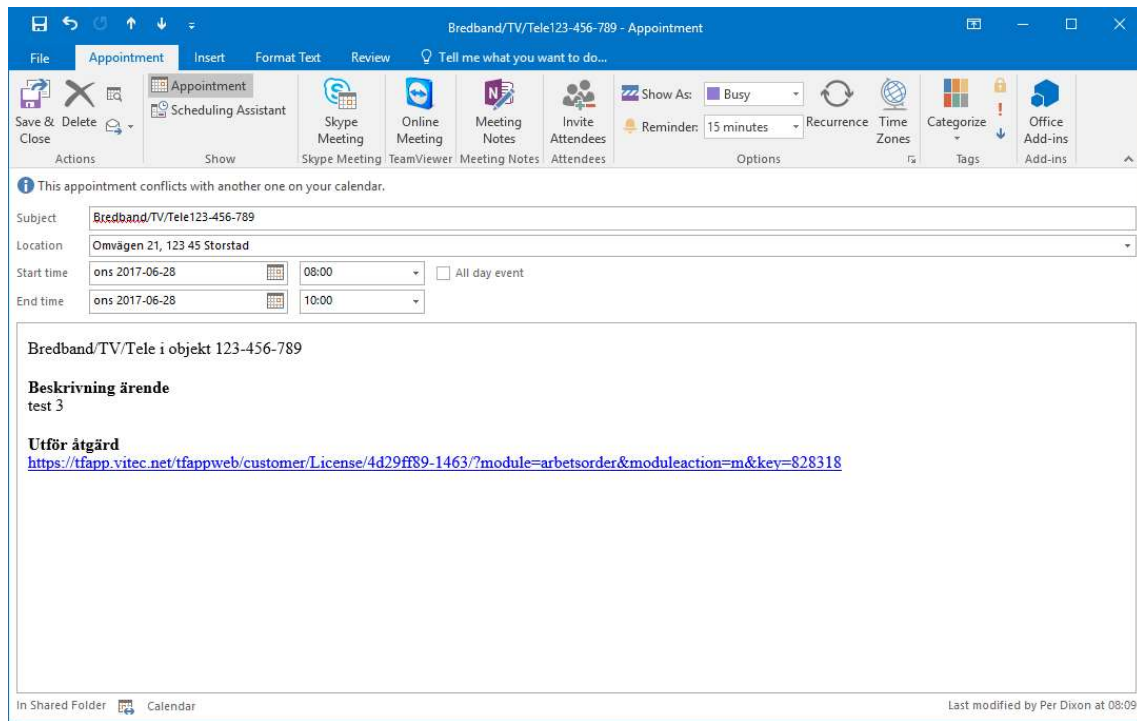 Bredband/TV/Tele123-456-789 - Appointment
File Appointment Insert Format Text Review Tell me what you want to do...
Save & Close
Delete
Actions
Appointment
Scheduling Assistant
Show
Skype Meeting
Skype Meeting
Online Meeting
TeamViewer
Meeting Notes
Meeting Notes
Invite Attendees
Attendees
Show As: Busy
Reminder: 15 minutes
Recurrence
Time Zones
Options
Categorize
Tags
Office Add-ins
Add-ins
This appointment conflicts with another one on your calendar.
Subject Bredband/TV/Tele123-456-789
Location Omvägen 21, 123 45 Storstad
Start time ons 2017-06-28 08:00 All day event
End time ons 2017-06-28 10:00
Bredband/TV/Tele i objekt 123-456-789
Beskrivning ärende
test 3
Utför åtgärd
https://tfapp.vitec.net/tfappweb/customer/License/4d29ff89-1463/?module=arbetsorder&moduleaction=m&key=828318
In Shared Folder Calendar Last modified by Per Dixon at 08:09